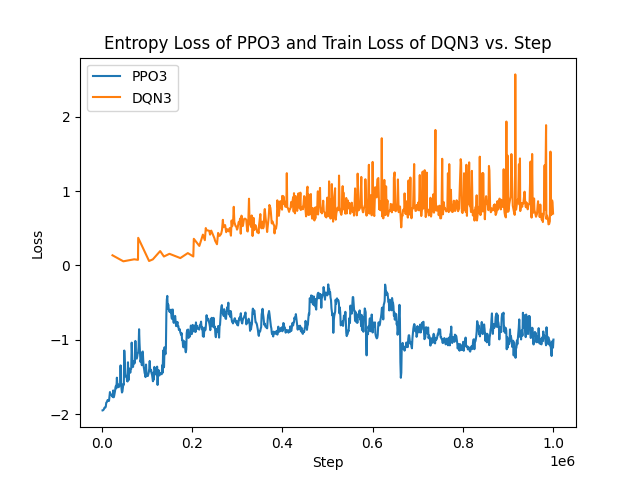 Entropy Loss of PPO3 and Train Loss of DQN3 vs. Step
PPO3
DQN3
2
1
0
−1
−2
Loss
0.0 0.2 0.4 0.6 0.8 1.0
1e6
Step